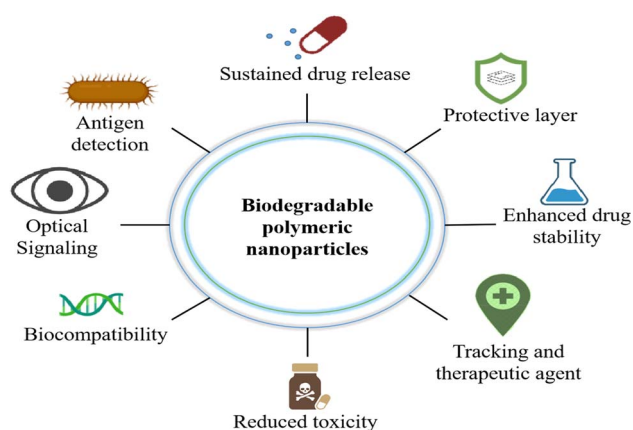 Sustained drug release
Antigen
detection
Protective layer
Optical
Signaling
Biodegradable
polymeric
nanoparticles
Enhanced drug
stability
Biocompatibility
Tracking and
therapeutic agent
Reduced toxicity